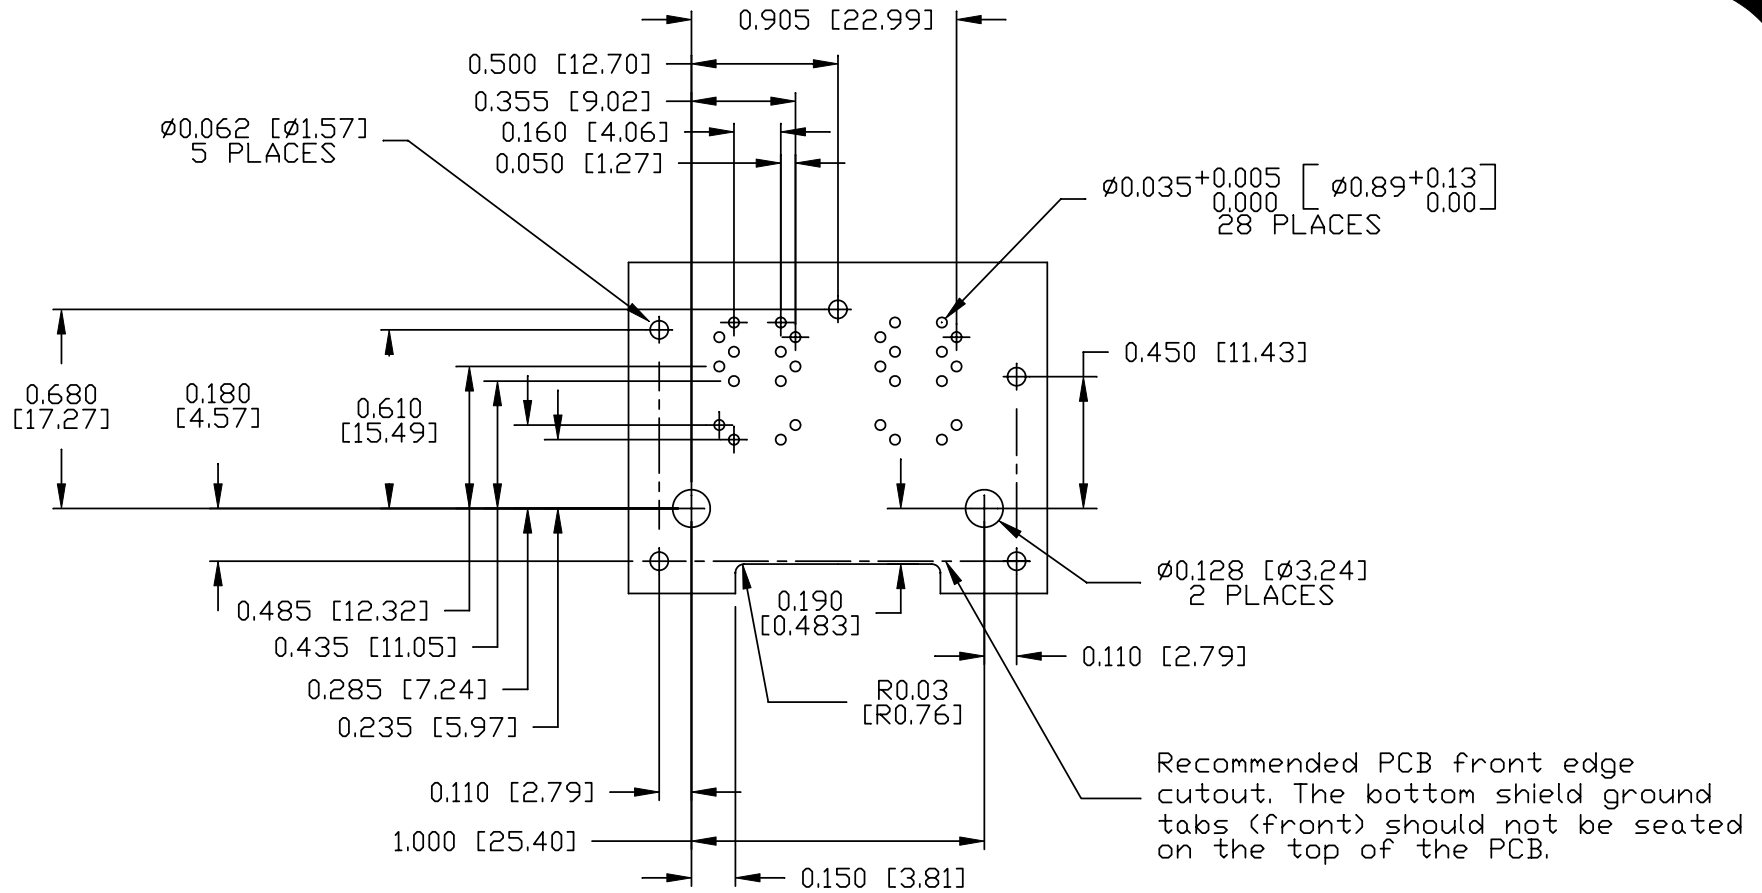 0.905 [22.99]
0.500 [12.70]
0.355 [9.02]
0.160 [4.06]
0.050 [1.27]
ø0.062 [ø1.57]
5 PLACES
ø0.035+0.005 [ø0.89+0.13]
0.000 0.00
28 PLACES
0.450 [11.43]
0.680
[17.27]
0.180
[4.57]
0.610
[15.49]
0.485 [12.32]
0.435 [11.05]
0.285 [7.24]
0.235 [5.97]
0.190
[0.483]
ø0.128 [ø3.24]
2 PLACES
0.110 [2.79]
R0.03
[R0.76]
0.110 [2.79]
1.000 [25.40]
0.150 [3.81]
Recommended PCB front edge
cutout. The bottom shield ground
tabs (front) should not be seated
on the top of the PCB.